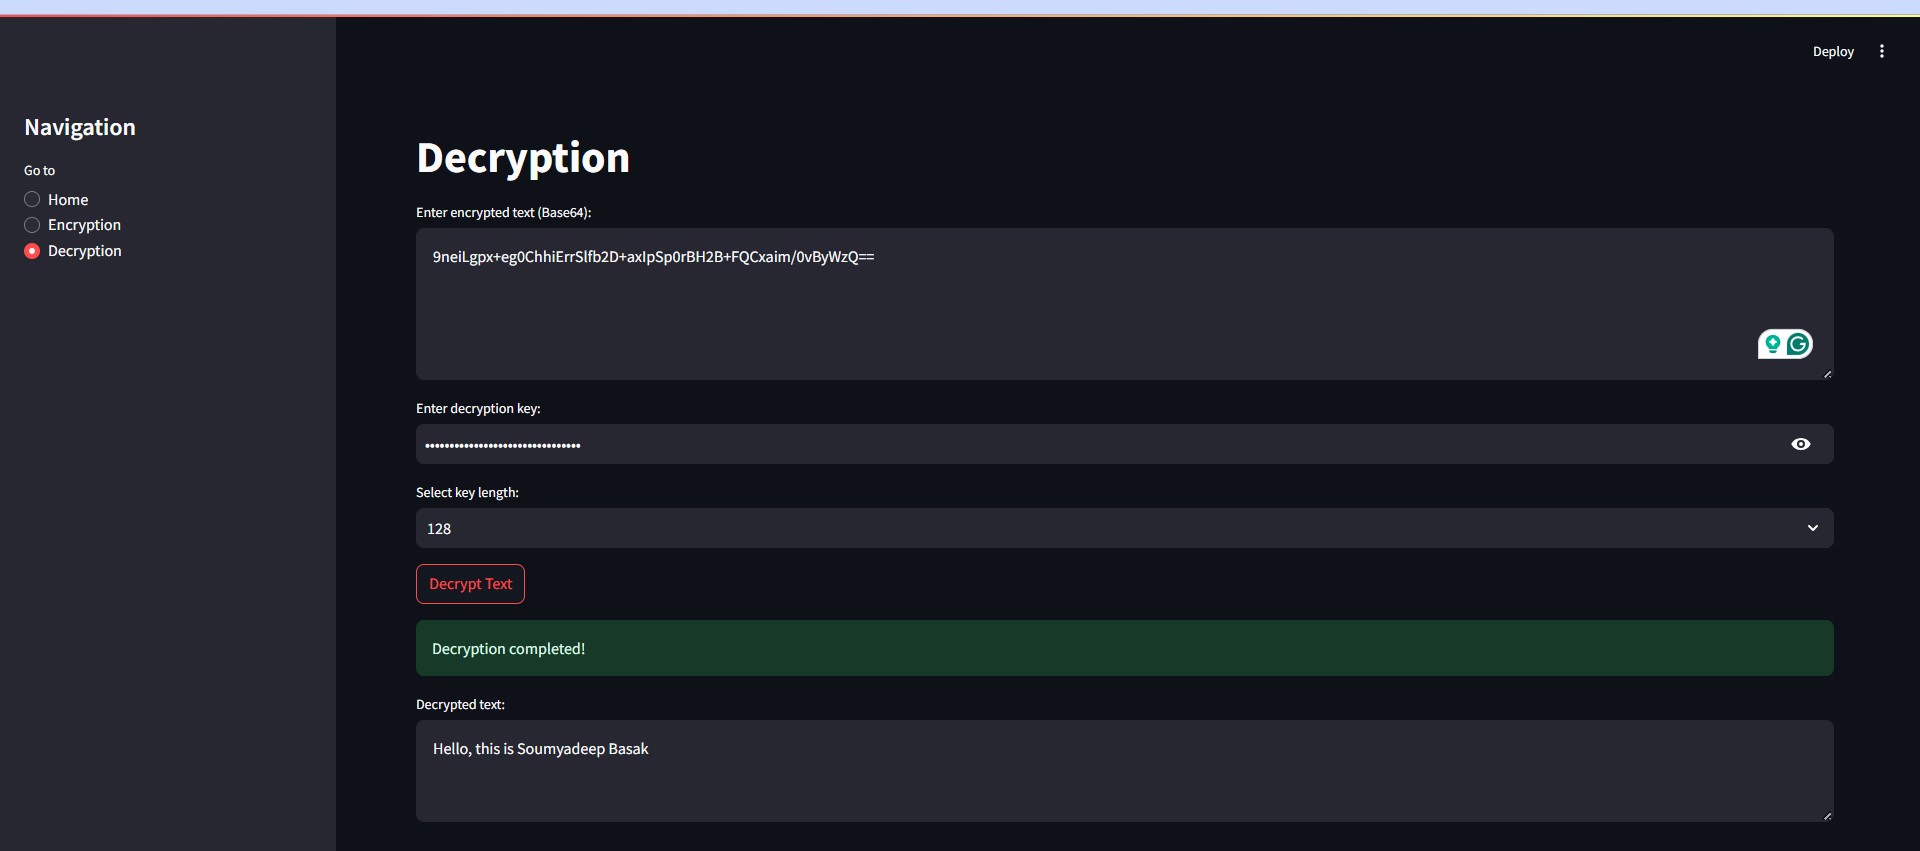 Deploy
Navigation
Go to
Home
Encryption
Decryption
Decryption
Enter encrypted text (Base64):
9neiLgpx+eg0ChhiErrSlfb2D+axIpSp0rBH2B+FQCxaim/0vByWzQ==
Enter decryption key:
Select key length:
128
Decrypt Text
Decryption completed!
Decrypted text:
Hello, this is Soumyadeep Basak